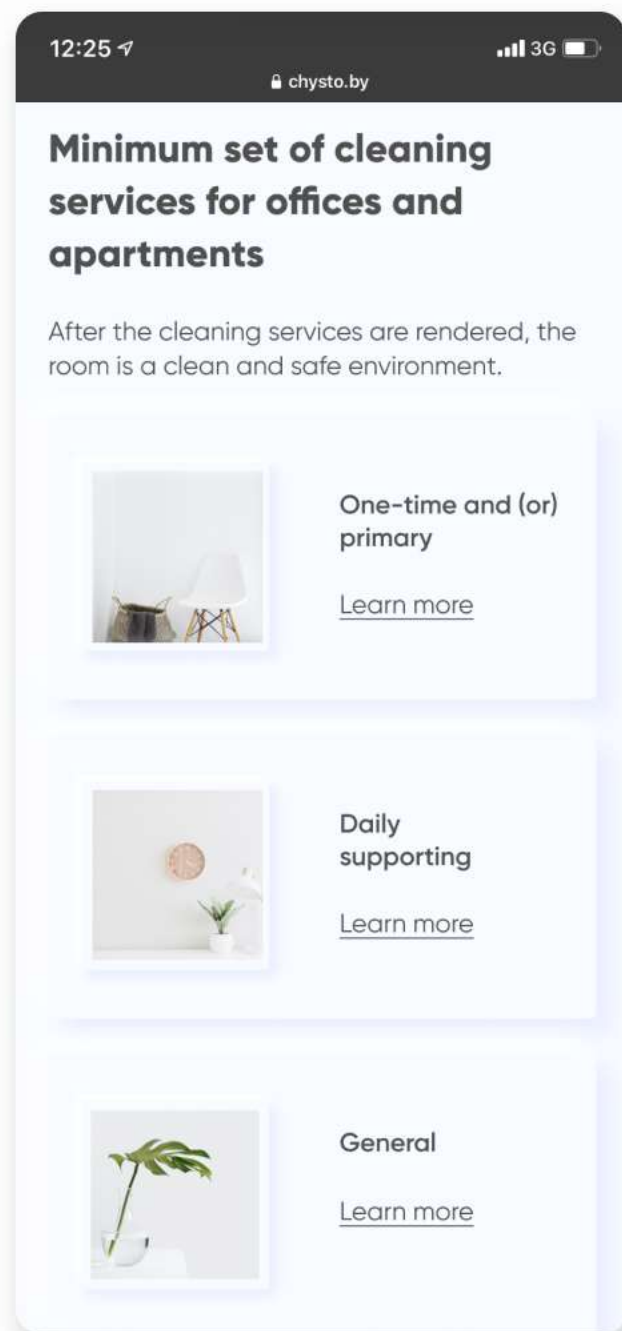 12:25
3G
chysto.by
Minimum set of cleaning
services for offices and
apartments
After the cleaning services are rendered, the
room is a clean and safe environment.
One-time and (or)
primary
Learn more
Daily
supporting
Learn more
General
Learn more